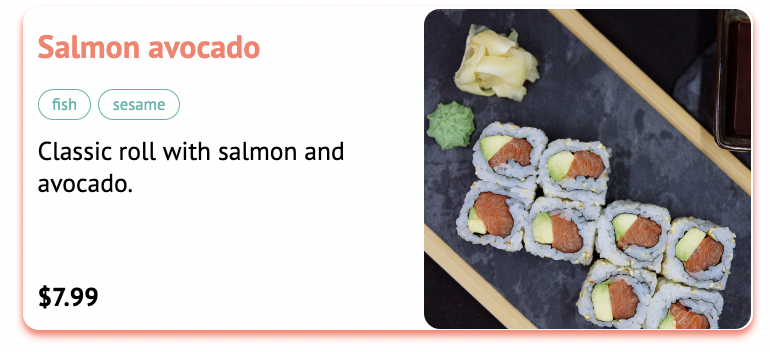 Salmon avocado
fish sesame
Classic roll with salmon and
avocado.
$7.99